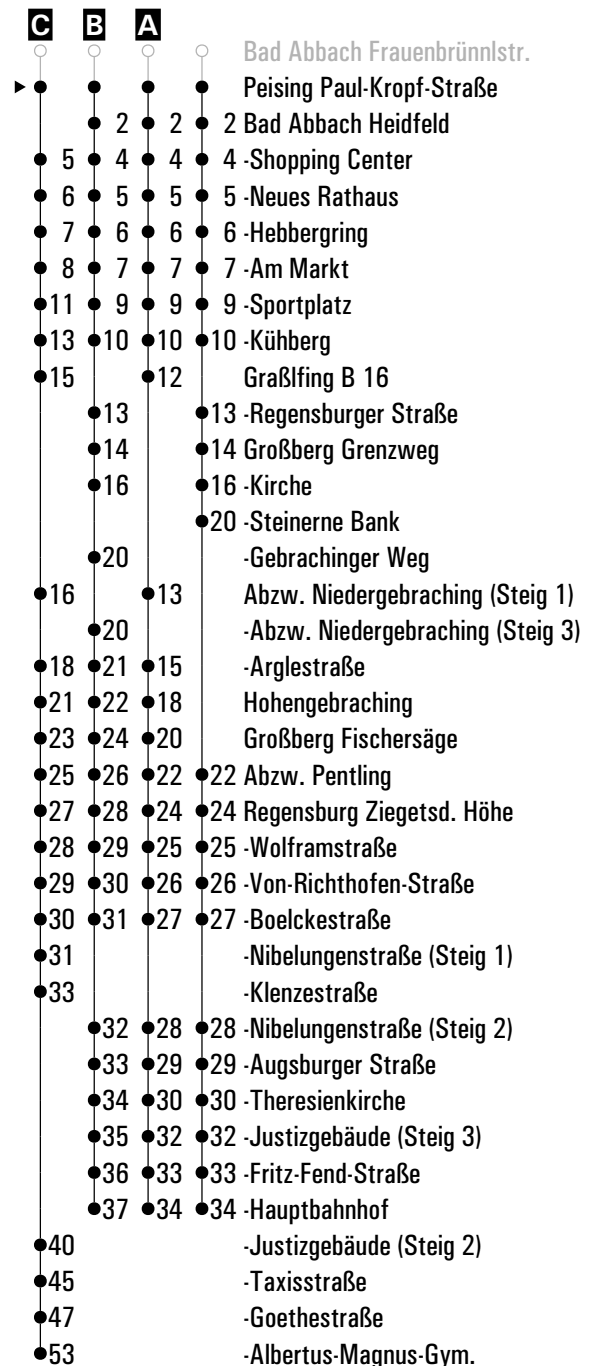 C B A
Bad Abbach Frauenbrünnlstr.
Peising Paul-Kropf-Straße
2 2 2 Bad Abbach Heidfeld
5 4 4 4 -Shopping Center
6 5 5 5 -Neues Rathaus
7 6 6 6 -Hebbergring
8 7 7 7 -Am Markt
11 9 9 9 -Sportplatz
13 10 10 10 -Kühberg
15 12 Graßlfing B 16
13 13 -Regensburger Straße
14 14 Großberg Grenzweg
16 16 -Kirche
20 -Steinerne Bank
20 -Gebrachinger Weg
16 13 Abzw. Niedergebraching (Steig 1)
20 -Abzw. Niedergebraching (Steig 3)
18 21 15 -Arglestraße
21 22 18 Hohengebraching
23 24 20 Großberg Fischersäge
25 26 22 22 Abzw. Pentling
27 28 24 24 Regensburg Ziegetsd. Höhe
28 29 25 25 -Wolframstraße
29 30 26 26 -Von-Richthofen-Straße
30 31 27 27 -Boelckestraße
31 -Nibelungenstraße (Steig 1)
33 -Klenzestraße
32 28 28 -Nibelungenstraße (Steig 2)
33 29 29 -Augsburger Straße
34 30 30 -Theresienkirche
35 32 32 -Justizgebäude (Steig 3)
36 33 33 -Fritz-Fend-Straße
37 34 34 -Hauptbahnhof
40 -Justizgebäude (Steig 2)
45 -Taxisstraße
47 -Goethestraße
53 -Albertus-Magnus-Gym.